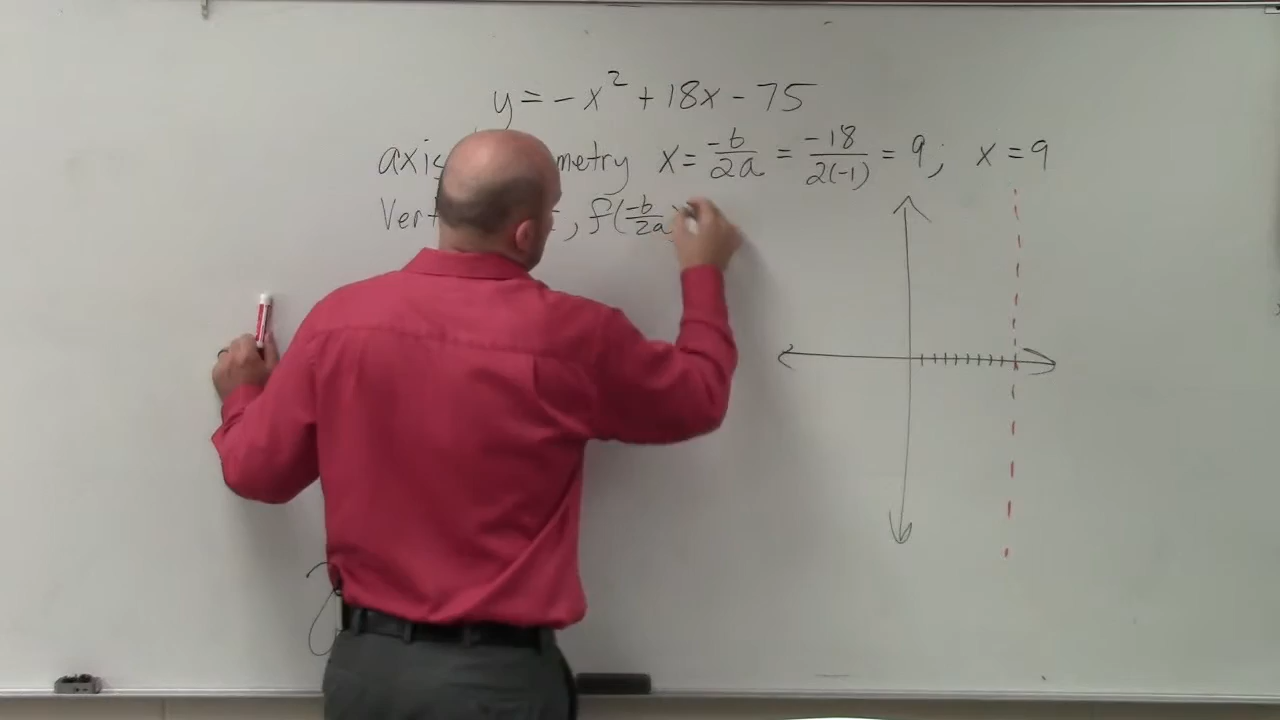 y = -x² + 18x - 75
axis metry x = -b/2a = -18/2(-1) = 9; x = 9
Vert , f(-b/2a)